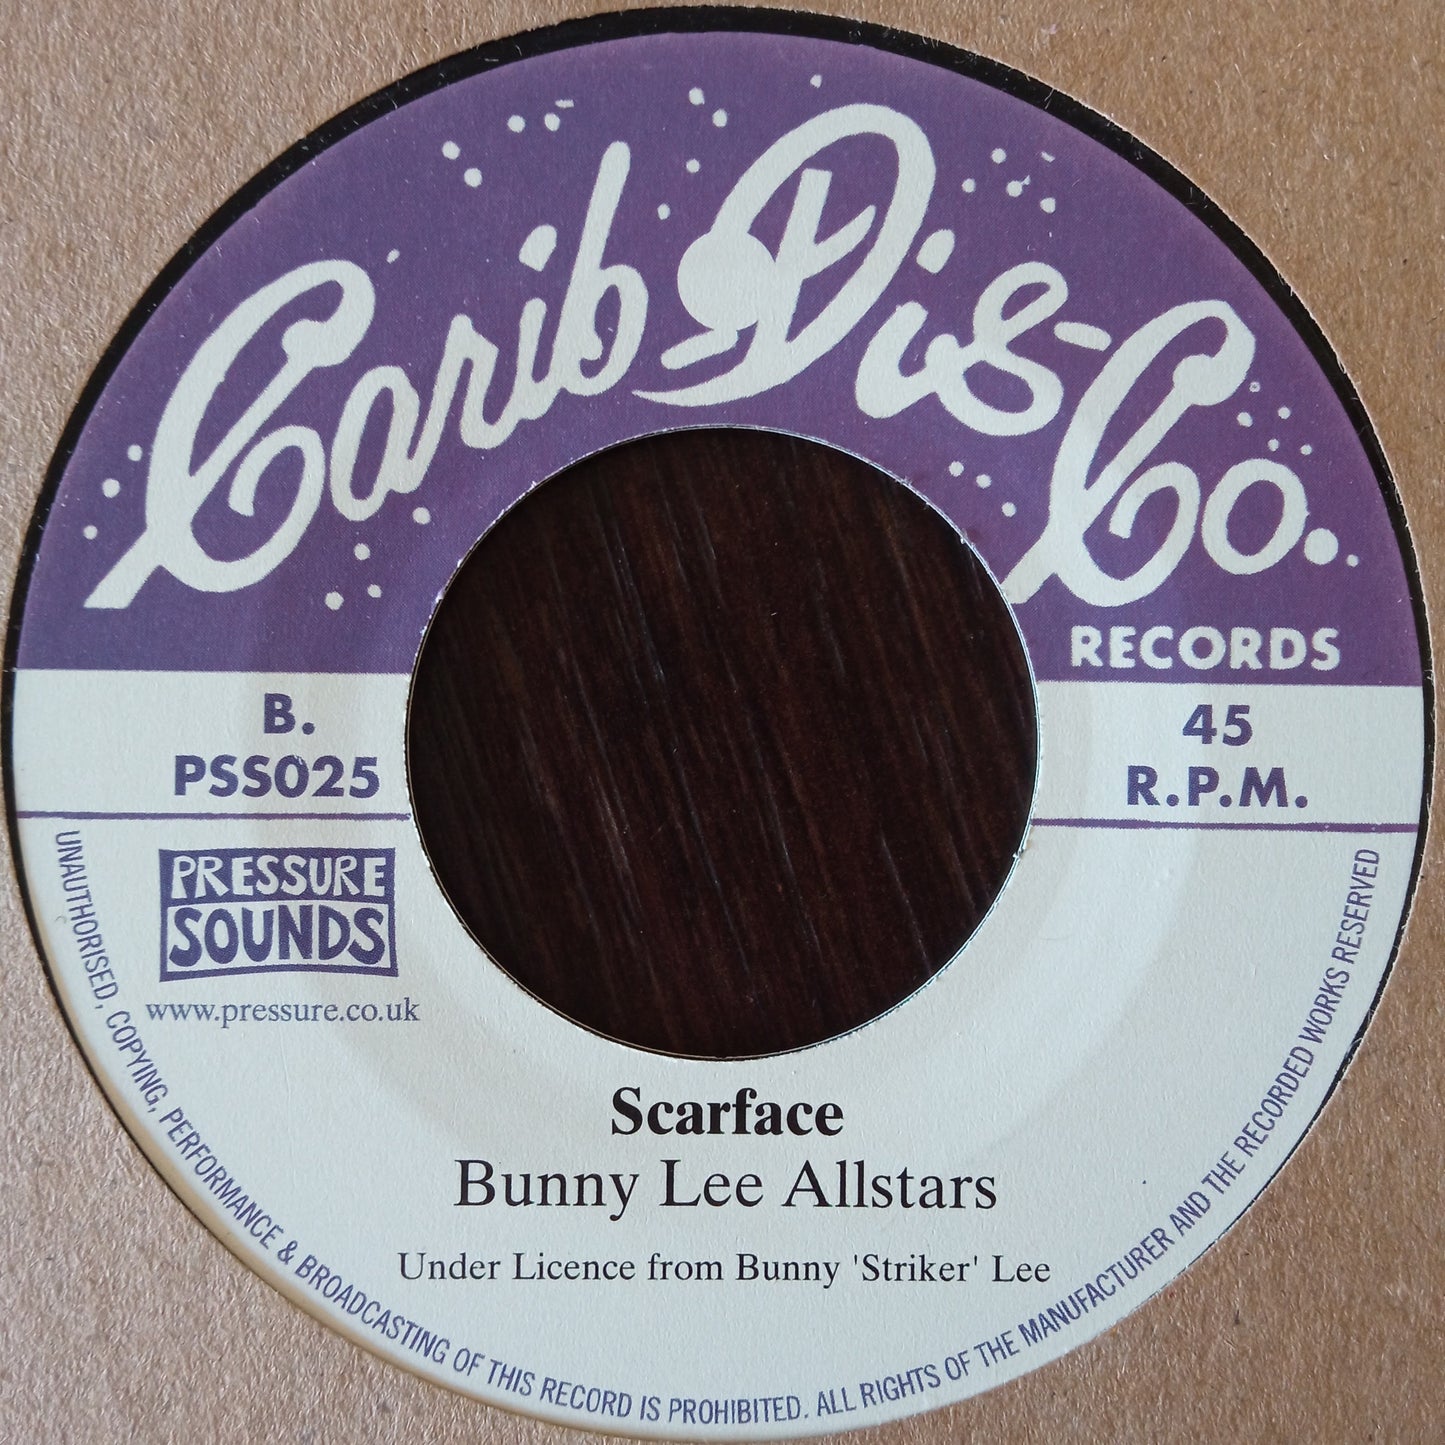 Carib Dis-Co.
RECORDS
B.
PSS025
45
R.P.M.
PRESSURE
SOUNDS
www.pressure.co.uk
Scarface
Bunny Lee Allstars
Under Licence from Bunny 'Striker' Lee
UNAUTHORISED, COPYING, PERFORMANCE & BROADCASTING OF THIS RECORD IS PROHIBITED. ALL RIGHTS OF THE MANUFACTURER AND THE RECORDED WORKS RESERVED